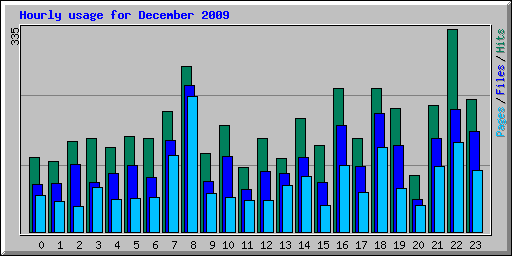 Hourly usage for December 2009
335
Pages / Files / Hits
0 1 2 3 4 5 6 7 8 9 10 11 12 13 14 15 16 17 18 19 20 21 22 23